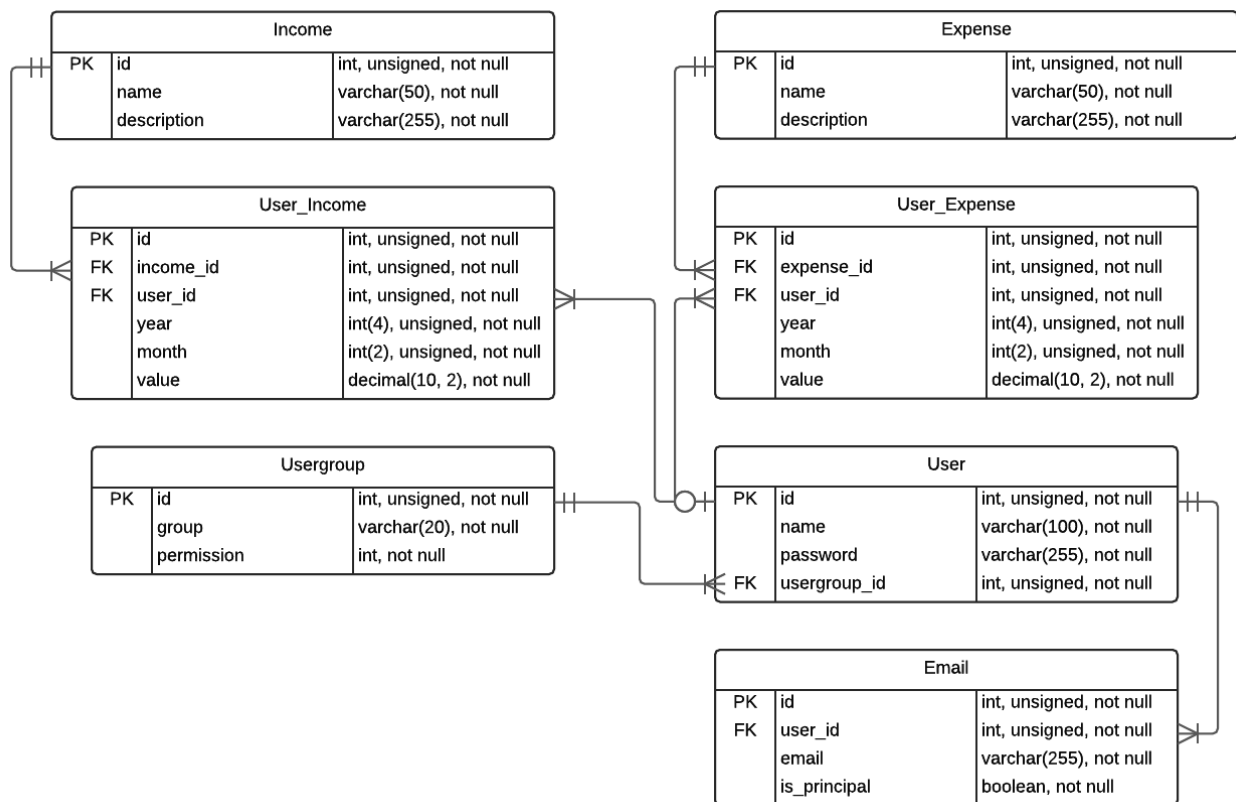 Income
PK id int, unsigned, not null
name varchar(50), not null
description varchar(255), not null
Expense
PK id int, unsigned, not null
name varchar(50), not null
description varchar(255), not null
User_Income
PK id int, unsigned, not null
FK income_id int, unsigned, not null
FK user_id int, unsigned, not null
year int(4), unsigned, not null
month int(2), unsigned, not null
value decimal(10, 2), not null
User_Expense
PK id int, unsigned, not null
FK expense_id int, unsigned, not null
FK user_id int, unsigned, not null
year int(4), unsigned, not null
month int(2), unsigned, not null
value decimal(10, 2), not null
Usergroup
PK id int, unsigned, not null
group varchar(20), not null
permission int, not null
User
PK id int, unsigned, not null
name varchar(100), not null
password varchar(255), not null
FK usergroup_id int, unsigned, not null
Email
PK id int, unsigned, not null
FK user_id int, unsigned, not null
email varchar(255), not null
is_principal boolean, not null